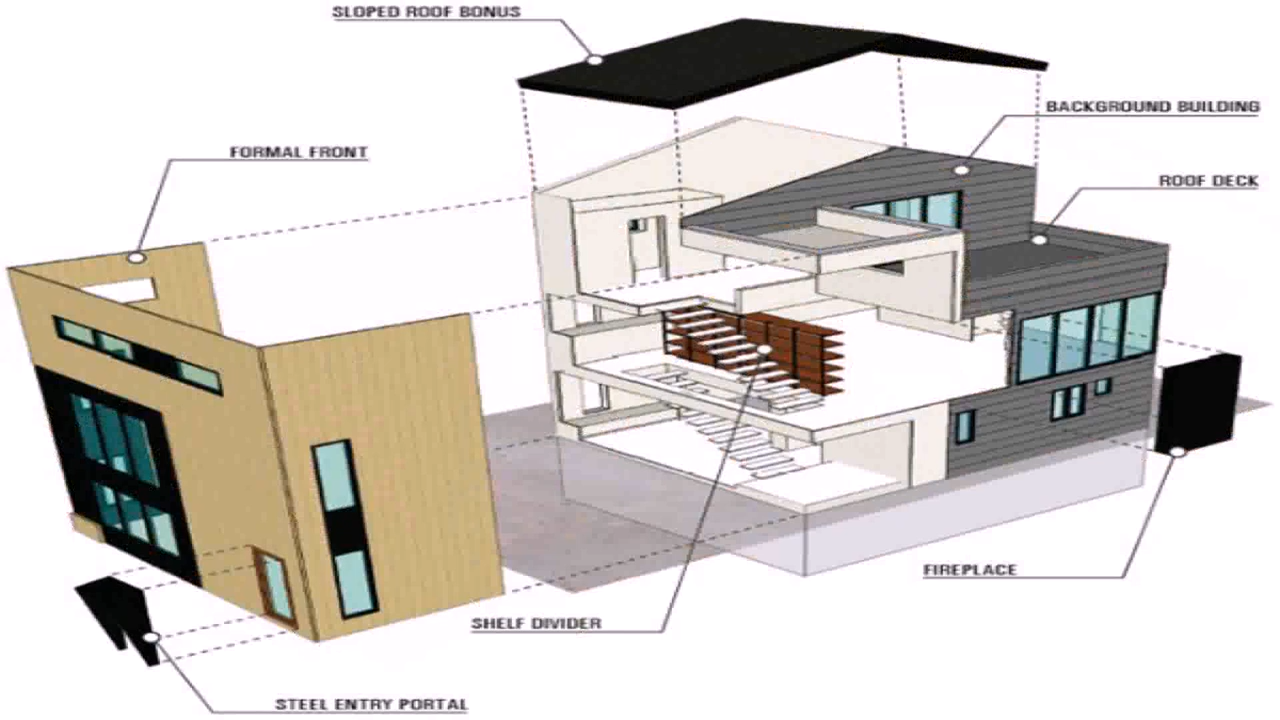 SLOPED ROOF BONUS
BACKGROUND BUILDING
FORMAL FRONT
ROOF DECK
FIREPLACE
SHELF DIVIDER
STEEL ENTRY PORTAL